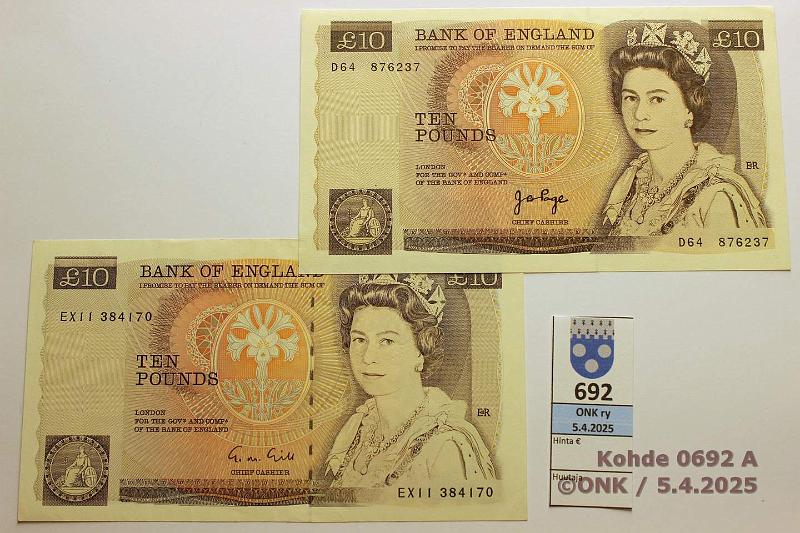 £10
BANK OF ENGLAND
£10
I PROMISE TO PAY THE BEARER ON DEMAND THE SUM OF
D64 876237
TEN
POUNDS
LONDON
FOR THE GOVR AND COMPA
OF THE BANK OF ENGLAND
J B Page
CHIEF CASHIER
ER
D64 876237
£10
BANK OF ENGLAND
£10
I PROMISE TO PAY THE BEARER ON DEMAND THE SUM OF
EX11 384170
TEN
POUNDS
LONDON
FOR THE GOVR AND COMPA
OF THE BANK OF ENGLAND
G. M. Gill
CHIEF CASHIER
ER
EX11 384170
692
ONK ry
5.4.2025
Hinta €
Huutaja
Kohde 0692 A
©ONK / 5.4.2025